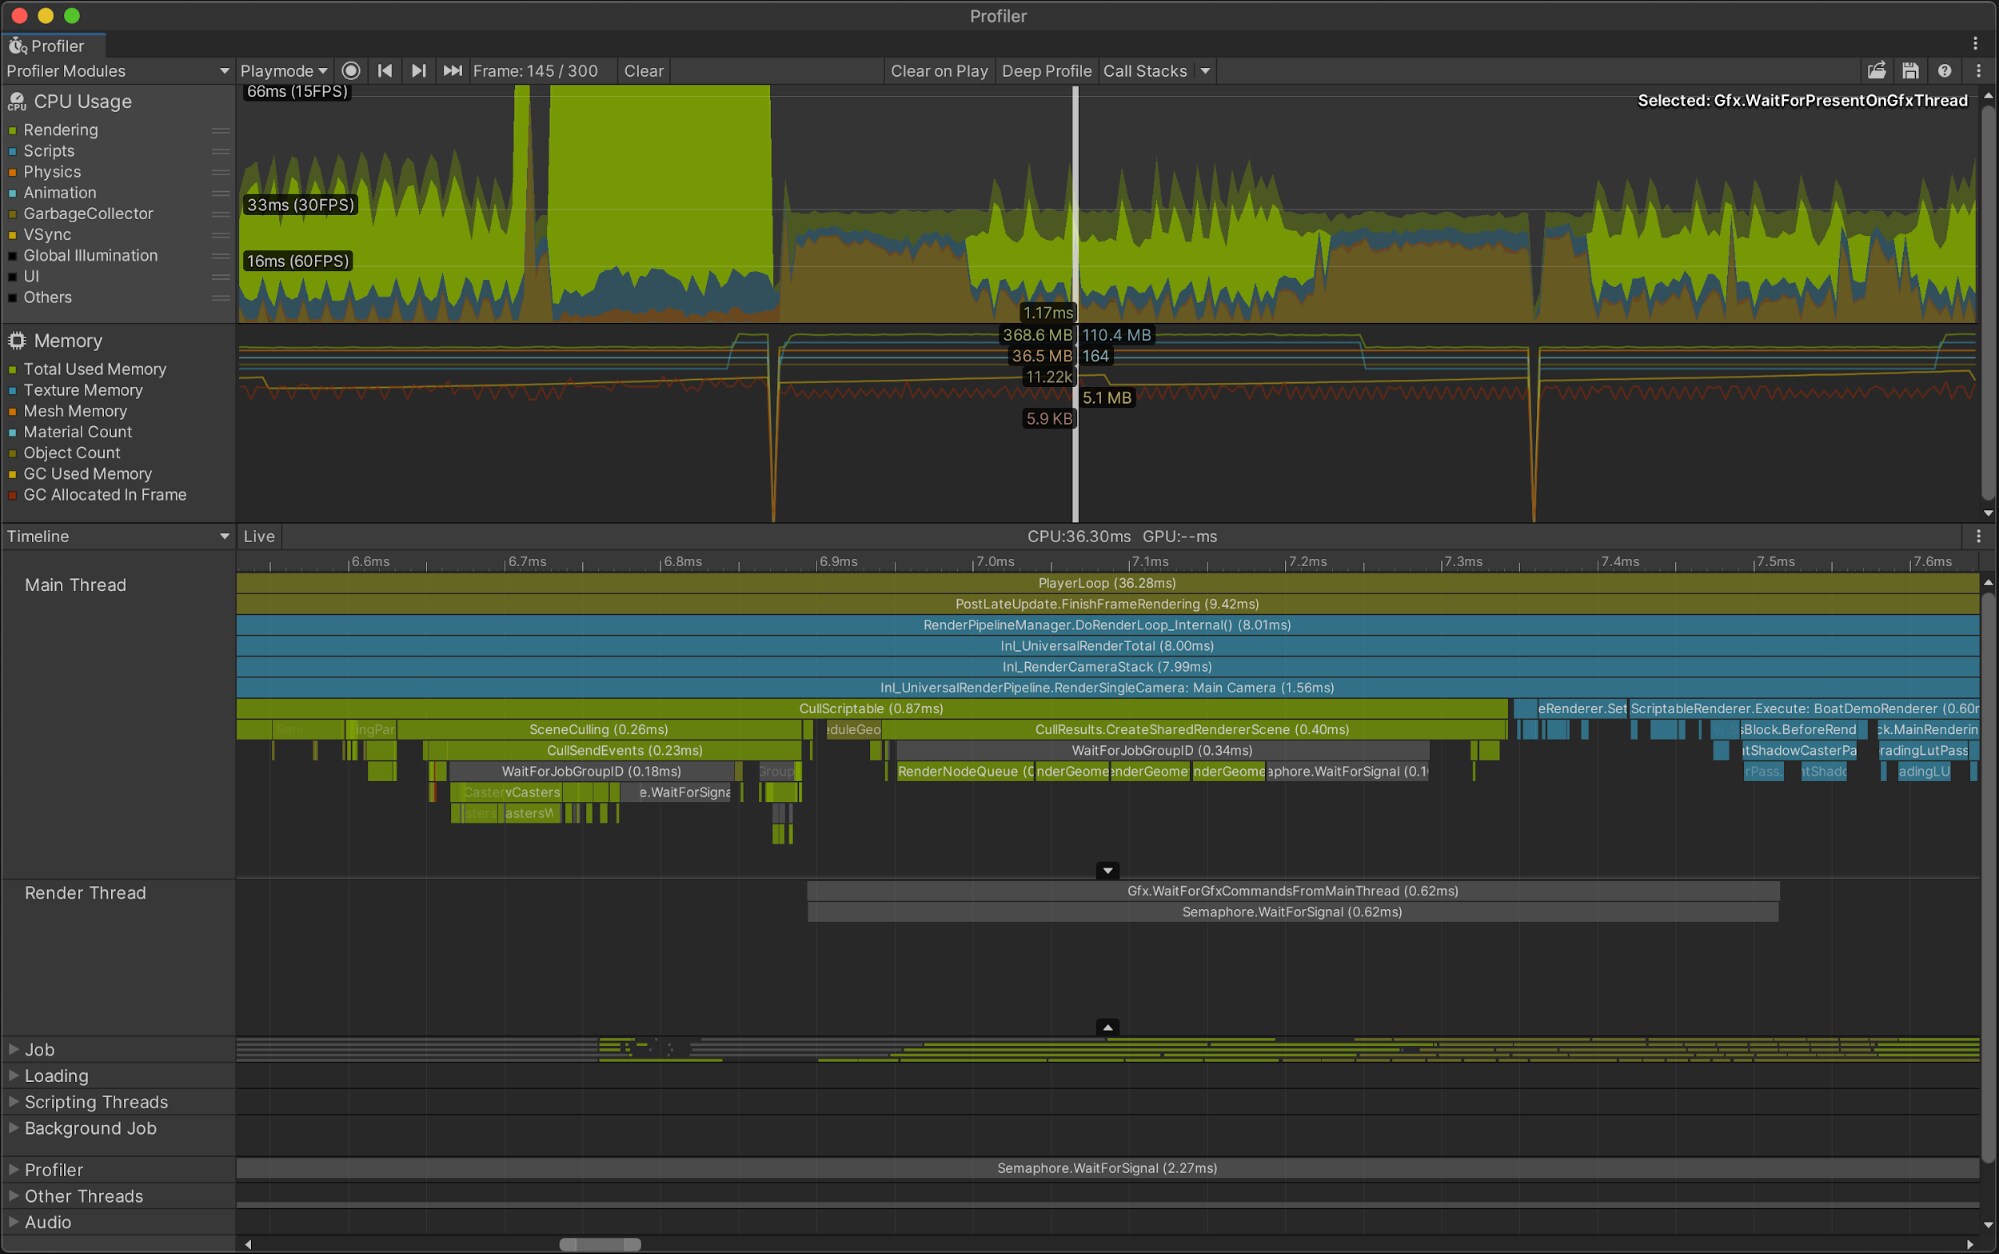 Profiler
Profiler
Profiler Modules
Playmode
Frame: 145 / 300
Clear
Clear on Play
Deep Profile
Call Stacks
CPU Usage
Rendering
Scripts
Physics
Animation
GarbageCollector
VSync
Global Illumination
UI
Others
66ms (15FPS)
33ms (30FPS)
16ms (60FPS)
Selected: Gfx.WaitForPresentOnGfxThread
1.17ms
Memory
Total Used Memory
Texture Memory
Mesh Memory
Material Count
Object Count
GC Used Memory
GC Allocated In Frame
368.6 MB 110.4 MB
36.5 MB 164
11.22k
5.1 MB
5.9 KB
Timeline
Live
CPU:36.30ms GPU:--ms
6.6ms 6.7ms 6.8ms 6.9ms 7.0ms 7.1ms 7.2ms 7.3ms 7.4ms 7.5ms 7.6ms
Main Thread
PlayerLoop (36.28ms)
PostLateUpdate.FinishFrameRendering (9.42ms)
RenderPipelineManager.DoRenderLoop_Internal() (8.01ms)
Inl_UniversalRenderTotal (8.00ms)
Inl_RenderCameraStack (7.99ms)
Inl_UniversalRenderPipeline.RenderSingleCamera: Main Camera (1.56ms)
CullScriptable (0.87ms) eRenderer.Set ScriptableRenderer.Execute: BoatDemoRenderer (0.60m
ingPar SceneCulling (0.26ms) eduleGeo CullResults.CreateSharedRendererScene (0.40ms) sBlock.BeforeRend ck.MainRenderin
CullSendEvents (0.23ms) WaitForJobGroupID (0.34ms) ntShadowCasterPa radingLutPass
WaitForJobGroupID (0.18ms) Group RenderNodeQueue (0 nderGeome enderGeome nderGeome aphore.WaitForSignal (0.1 rPass. ntShado adingLU
Caster wCasters e.WaitForSigna
sters astersW
Render Thread
Gfx.WaitForGfxCommandsFromMainThread (0.62ms)
Semaphore.WaitForSignal (0.62ms)
Job
Loading
Scripting Threads
Background Job
Profiler
Semaphore.WaitForSignal (2.27ms)
Other Threads
Audio